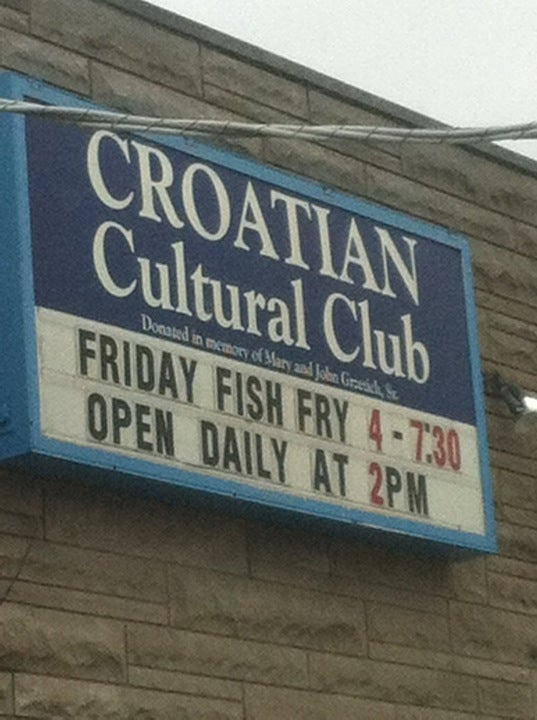 CROATIAN
Cultural Club
Donated in memory of Mary and John Sr.
FRIDAY FISH FRY 4-7:30
OPEN DAILY AT 2PM